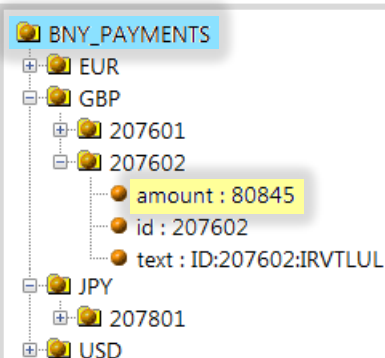 BNY_PAYMENTS
EUR
GBP
207601
207602
amount : 80845
id : 207602
text : ID:207602:IRVTLUL
JPY
207801
USD